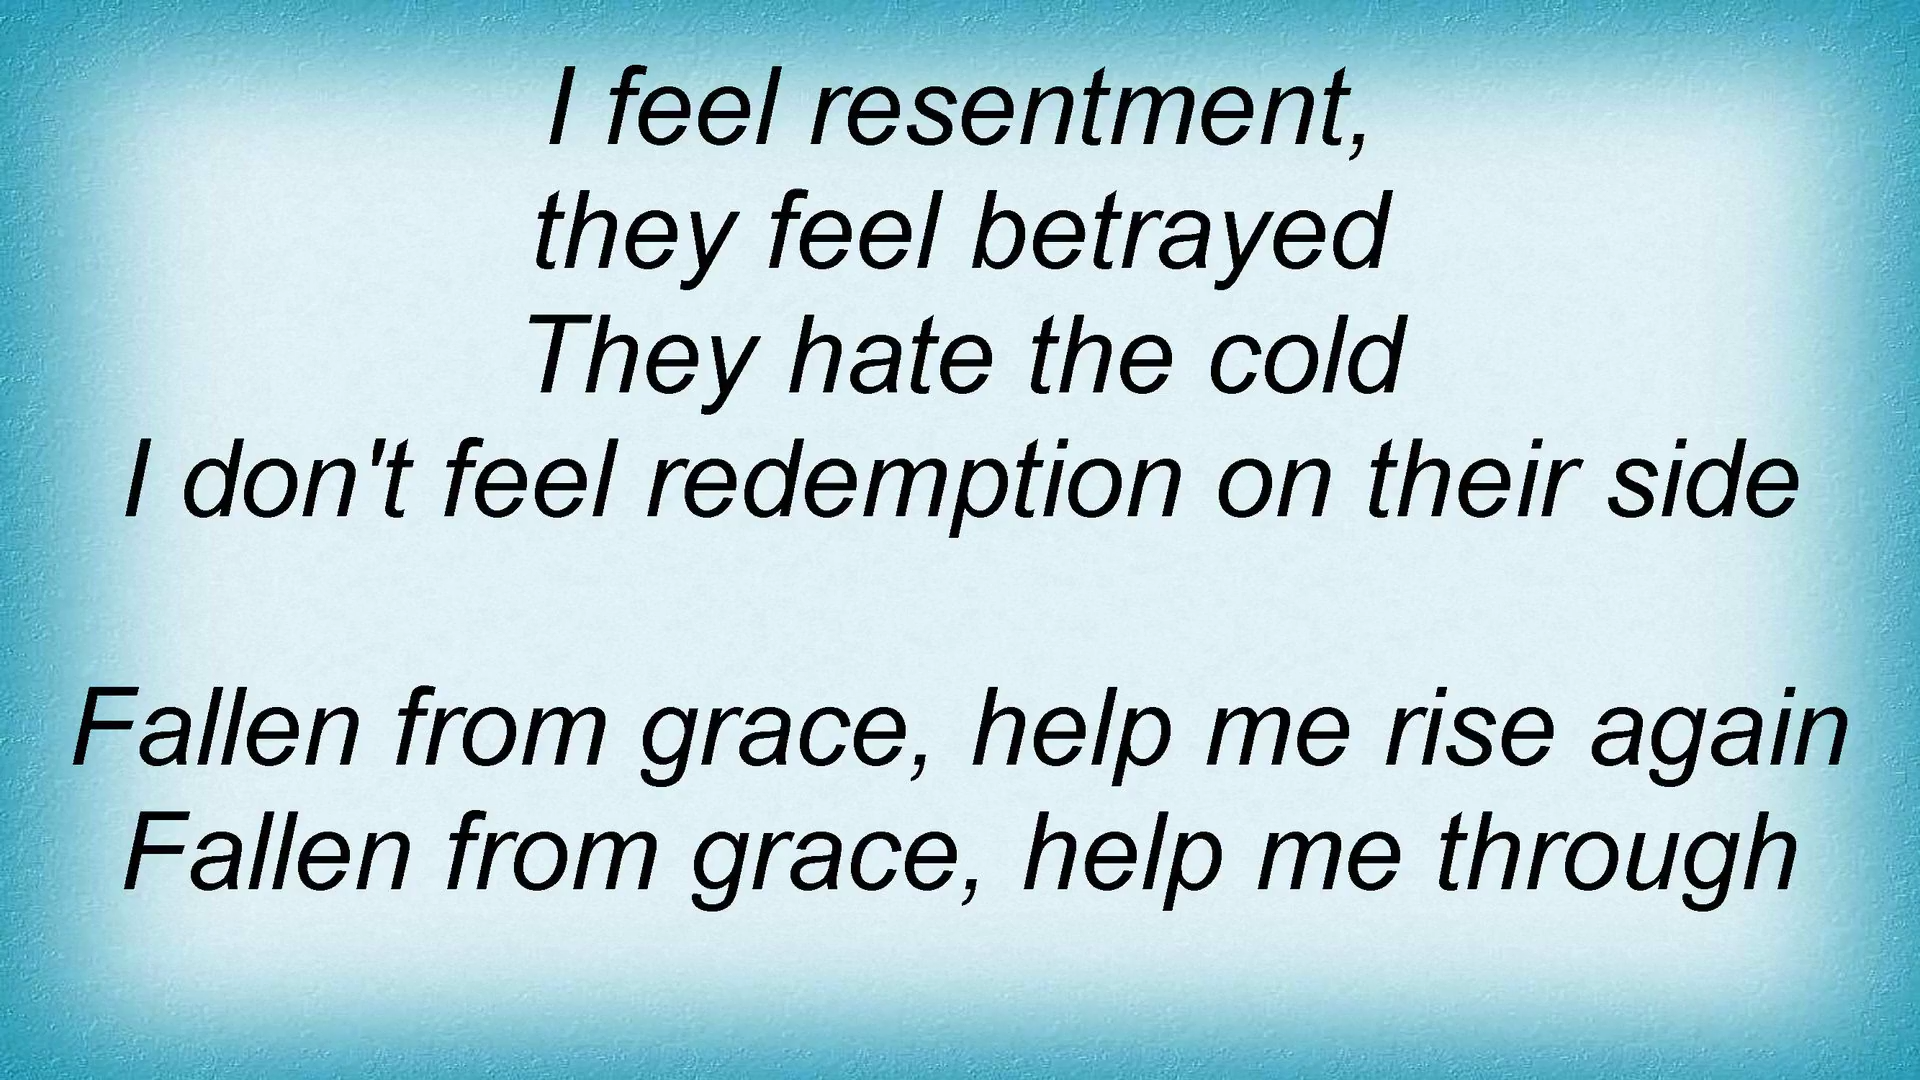 I feel resentment,
they feel betrayed
They hate the cold
I don't feel redemption on their side
Fallen from grace, help me rise again
Fallen from grace, help me through